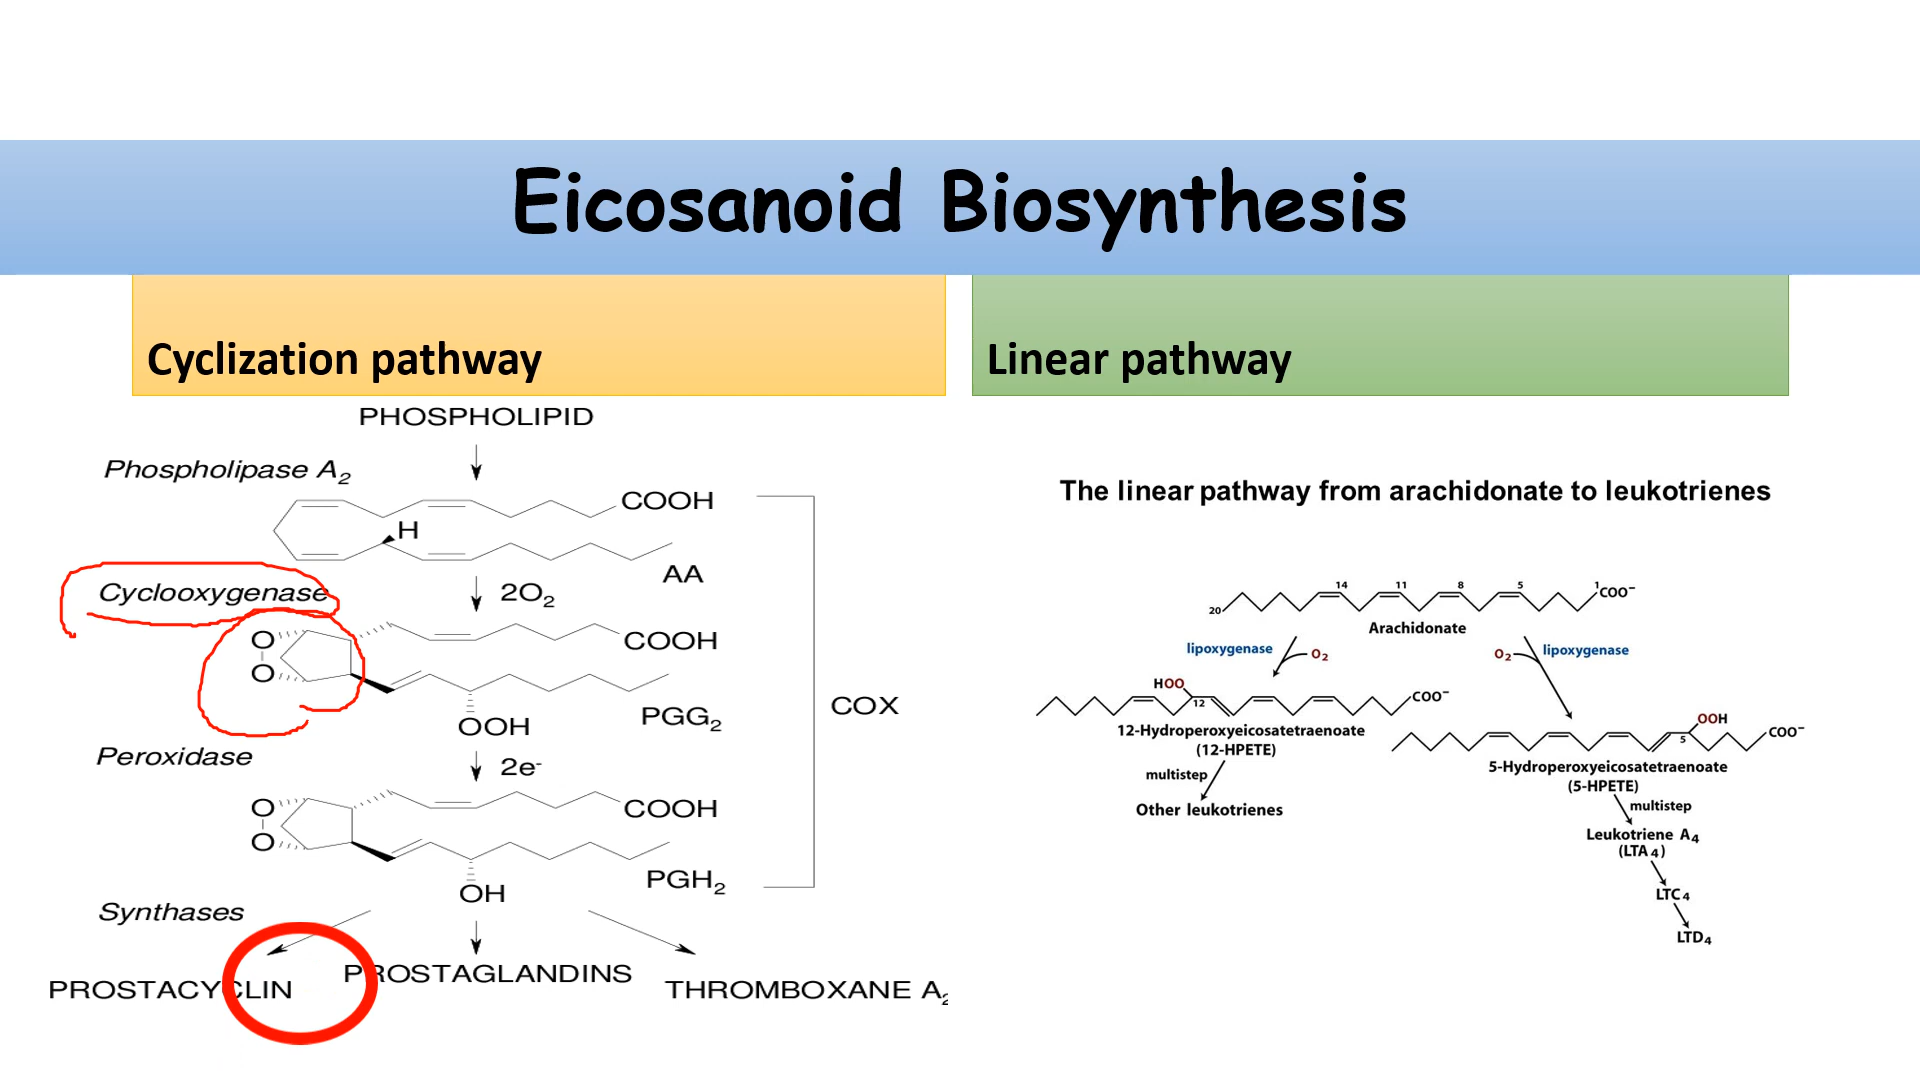 Eicosanoid Biosynthesis
Cyclization pathway
PHOSPHOLIPID
Phospholipase A2
COOH
H
AA
Cyclooxygenase
2O2
O
O
COOH
OOH
PGG2
COX
Peroxidase
2e-
O
O
COOH
OH
PGH2
Synthases
PROSTACYCLIN
PROSTAGLANDINS
THROMBOXANE A2
Linear pathway
The linear pathway from arachidonate to leukotrienes
20
14
11
8
5
1
COO−
Arachidonate
lipoxygenase
O2
O2
lipoxygenase
HOO
12
COO−
12-Hydroperoxyeicosatetraenoate
(12-HPETE)
multistep
Other leukotrienes
OOH
5
COO−
5-Hydroperoxyeicosatetraenoate
(5-HPETE)
multistep
Leukotriene A4
(LTA4)
LTC4
LTD4